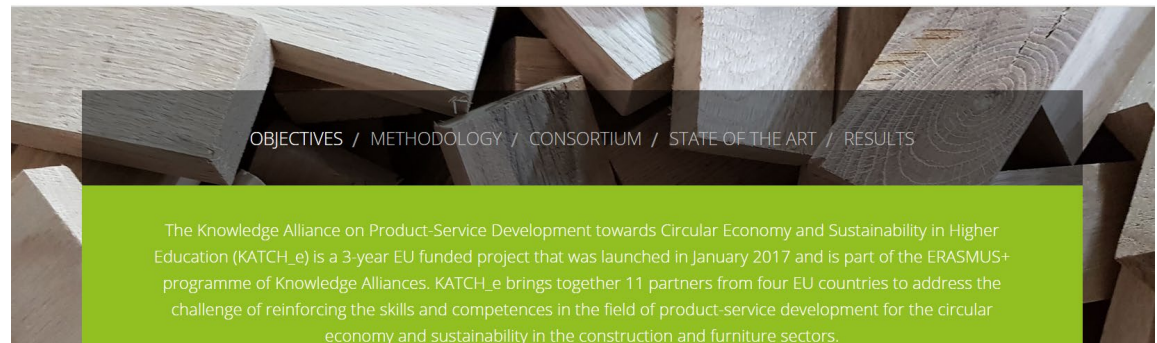 OBJECTIVES / METHODOLOGY / CONSORTIUM / STATE OF THE ART / RESULTS
The Knowledge Alliance on Product-Service Development towards Circular Economy and Sustainability in Higher
Education (KATCH_e) is a 3-year EU funded project that was launched in January 2017 and is part of the ERASMUS+
programme of Knowledge Alliances. KATCH_e brings together 11 partners from four EU countries to address the
challenge of reinforcing the skills and competences in the field of product-service development for the circular
economy and sustainability in the construction and furniture sectors.